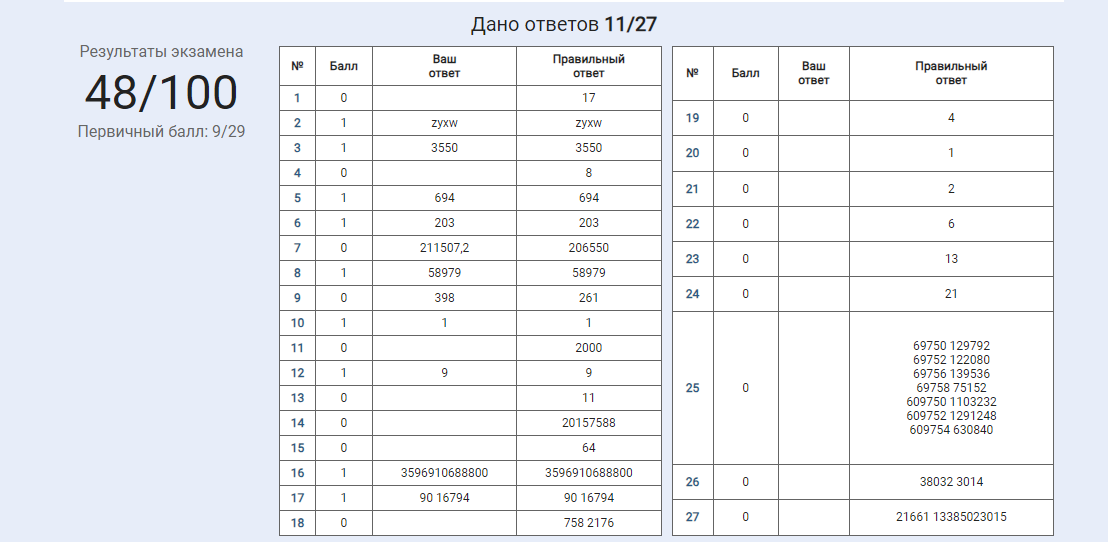 Дано ответов 11/27
Результаты экзамена
48/100
Первичный балл: 9/29
№ Балл Ваш ответ Правильный ответ
1 0 17
2 1 zyxw zyxw
3 1 3550 3550
4 0 8
5 1 694 694
6 1 203 203
7 0 211507,2 206550
8 1 58979 58979
9 0 398 261
10 1 1 1
11 0 2000
12 1 9 9
13 0 11
14 0 20157588
15 0 64
16 1 3596910688800 3596910688800
17 1 90 16794 90 16794
18 0 758 2176
№ Балл Ваш ответ Правильный ответ
19 0 4
20 0 1
21 0 2
22 0 6
23 0 13
24 0 21
25 0 69750 129792
69752 122080
69756 139536
69758 75152
609750 1103232
609752 1291248
609754 630840
26 0 38032 3014
27 0 21661 13385023015